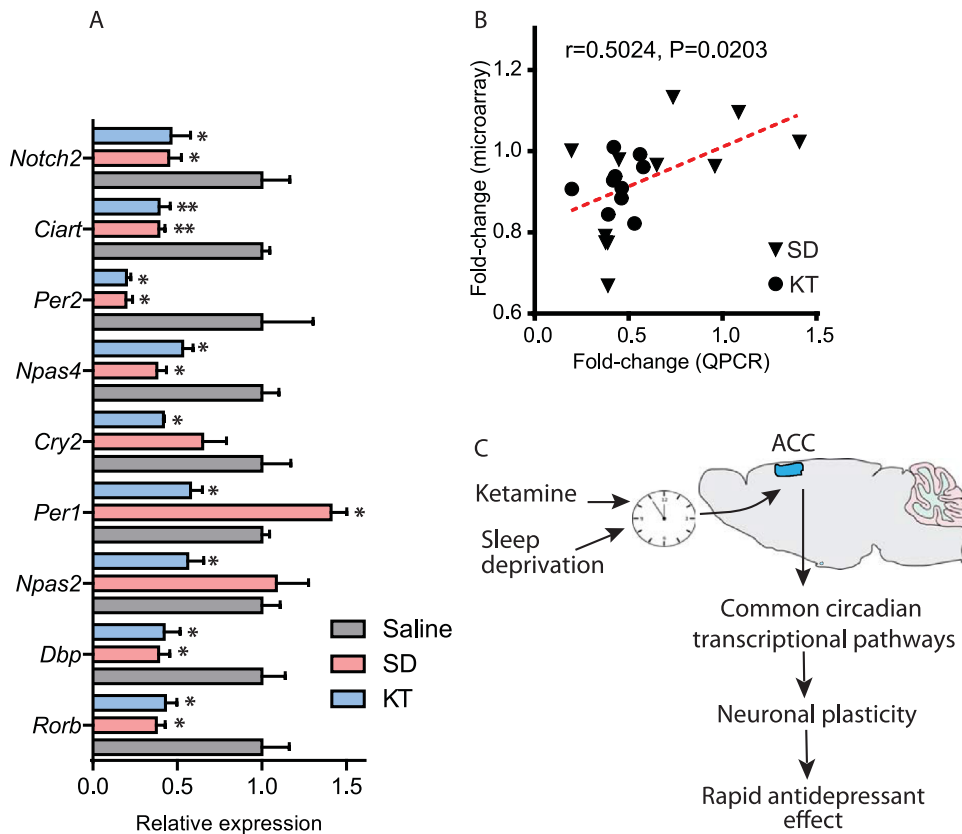 A
Notch2
*
*
Ciart
**
**
Per2
*
*
Npas4
*
*
Cry2
*
Per1
*
*
Npas2
*
Dbp
*
*
Rorb
*
*
Saline
SD
KT
0.0 0.5 1.0 1.5
Relative expression
B
r=0.5024, P=0.0203
Fold-change (microarray)
1.2
1.0
0.8
0.6
SD
KT
0.0 0.5 1.0 1.5
Fold-change (QPCR)
C
ACC
Ketamine
Sleep
deprivation
Common circadian
transcriptional pathways
Neuronal plasticity
Rapid antidepressant
effect